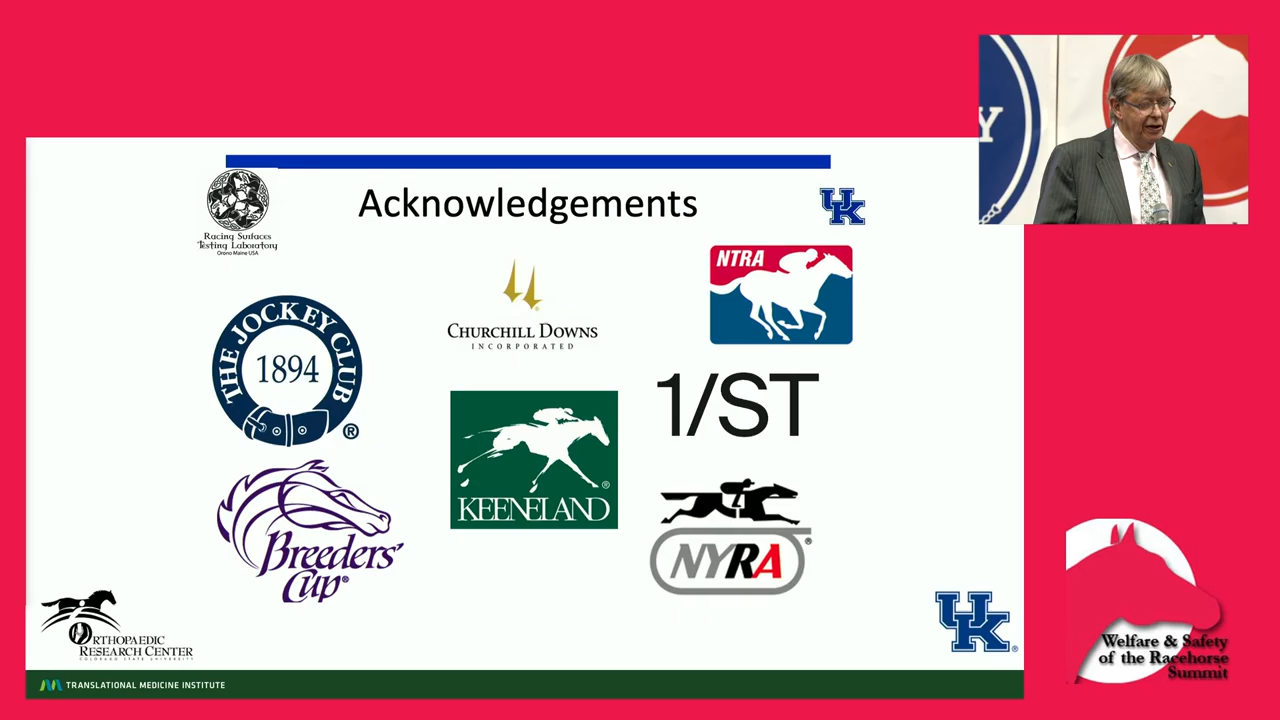 Acknowledgements
Racing Surfaces
Testing Laboratory
Orono Maine USA
UK
NTRA
CHURCHILL DOWNS
INCORPORATED
THE JOCKEY CLUB
1894
®
1/ST
KEENELAND
®
Breeders'
Cup®
NYRA
®
ORTHOPAEDIC
RESEARCH CENTER
COLORADO STATE UNIVERSITY
UK
®
TRANSLATIONAL MEDICINE INSTITUTE
Y
Welfare & Safety
of the Racehorse
Summit